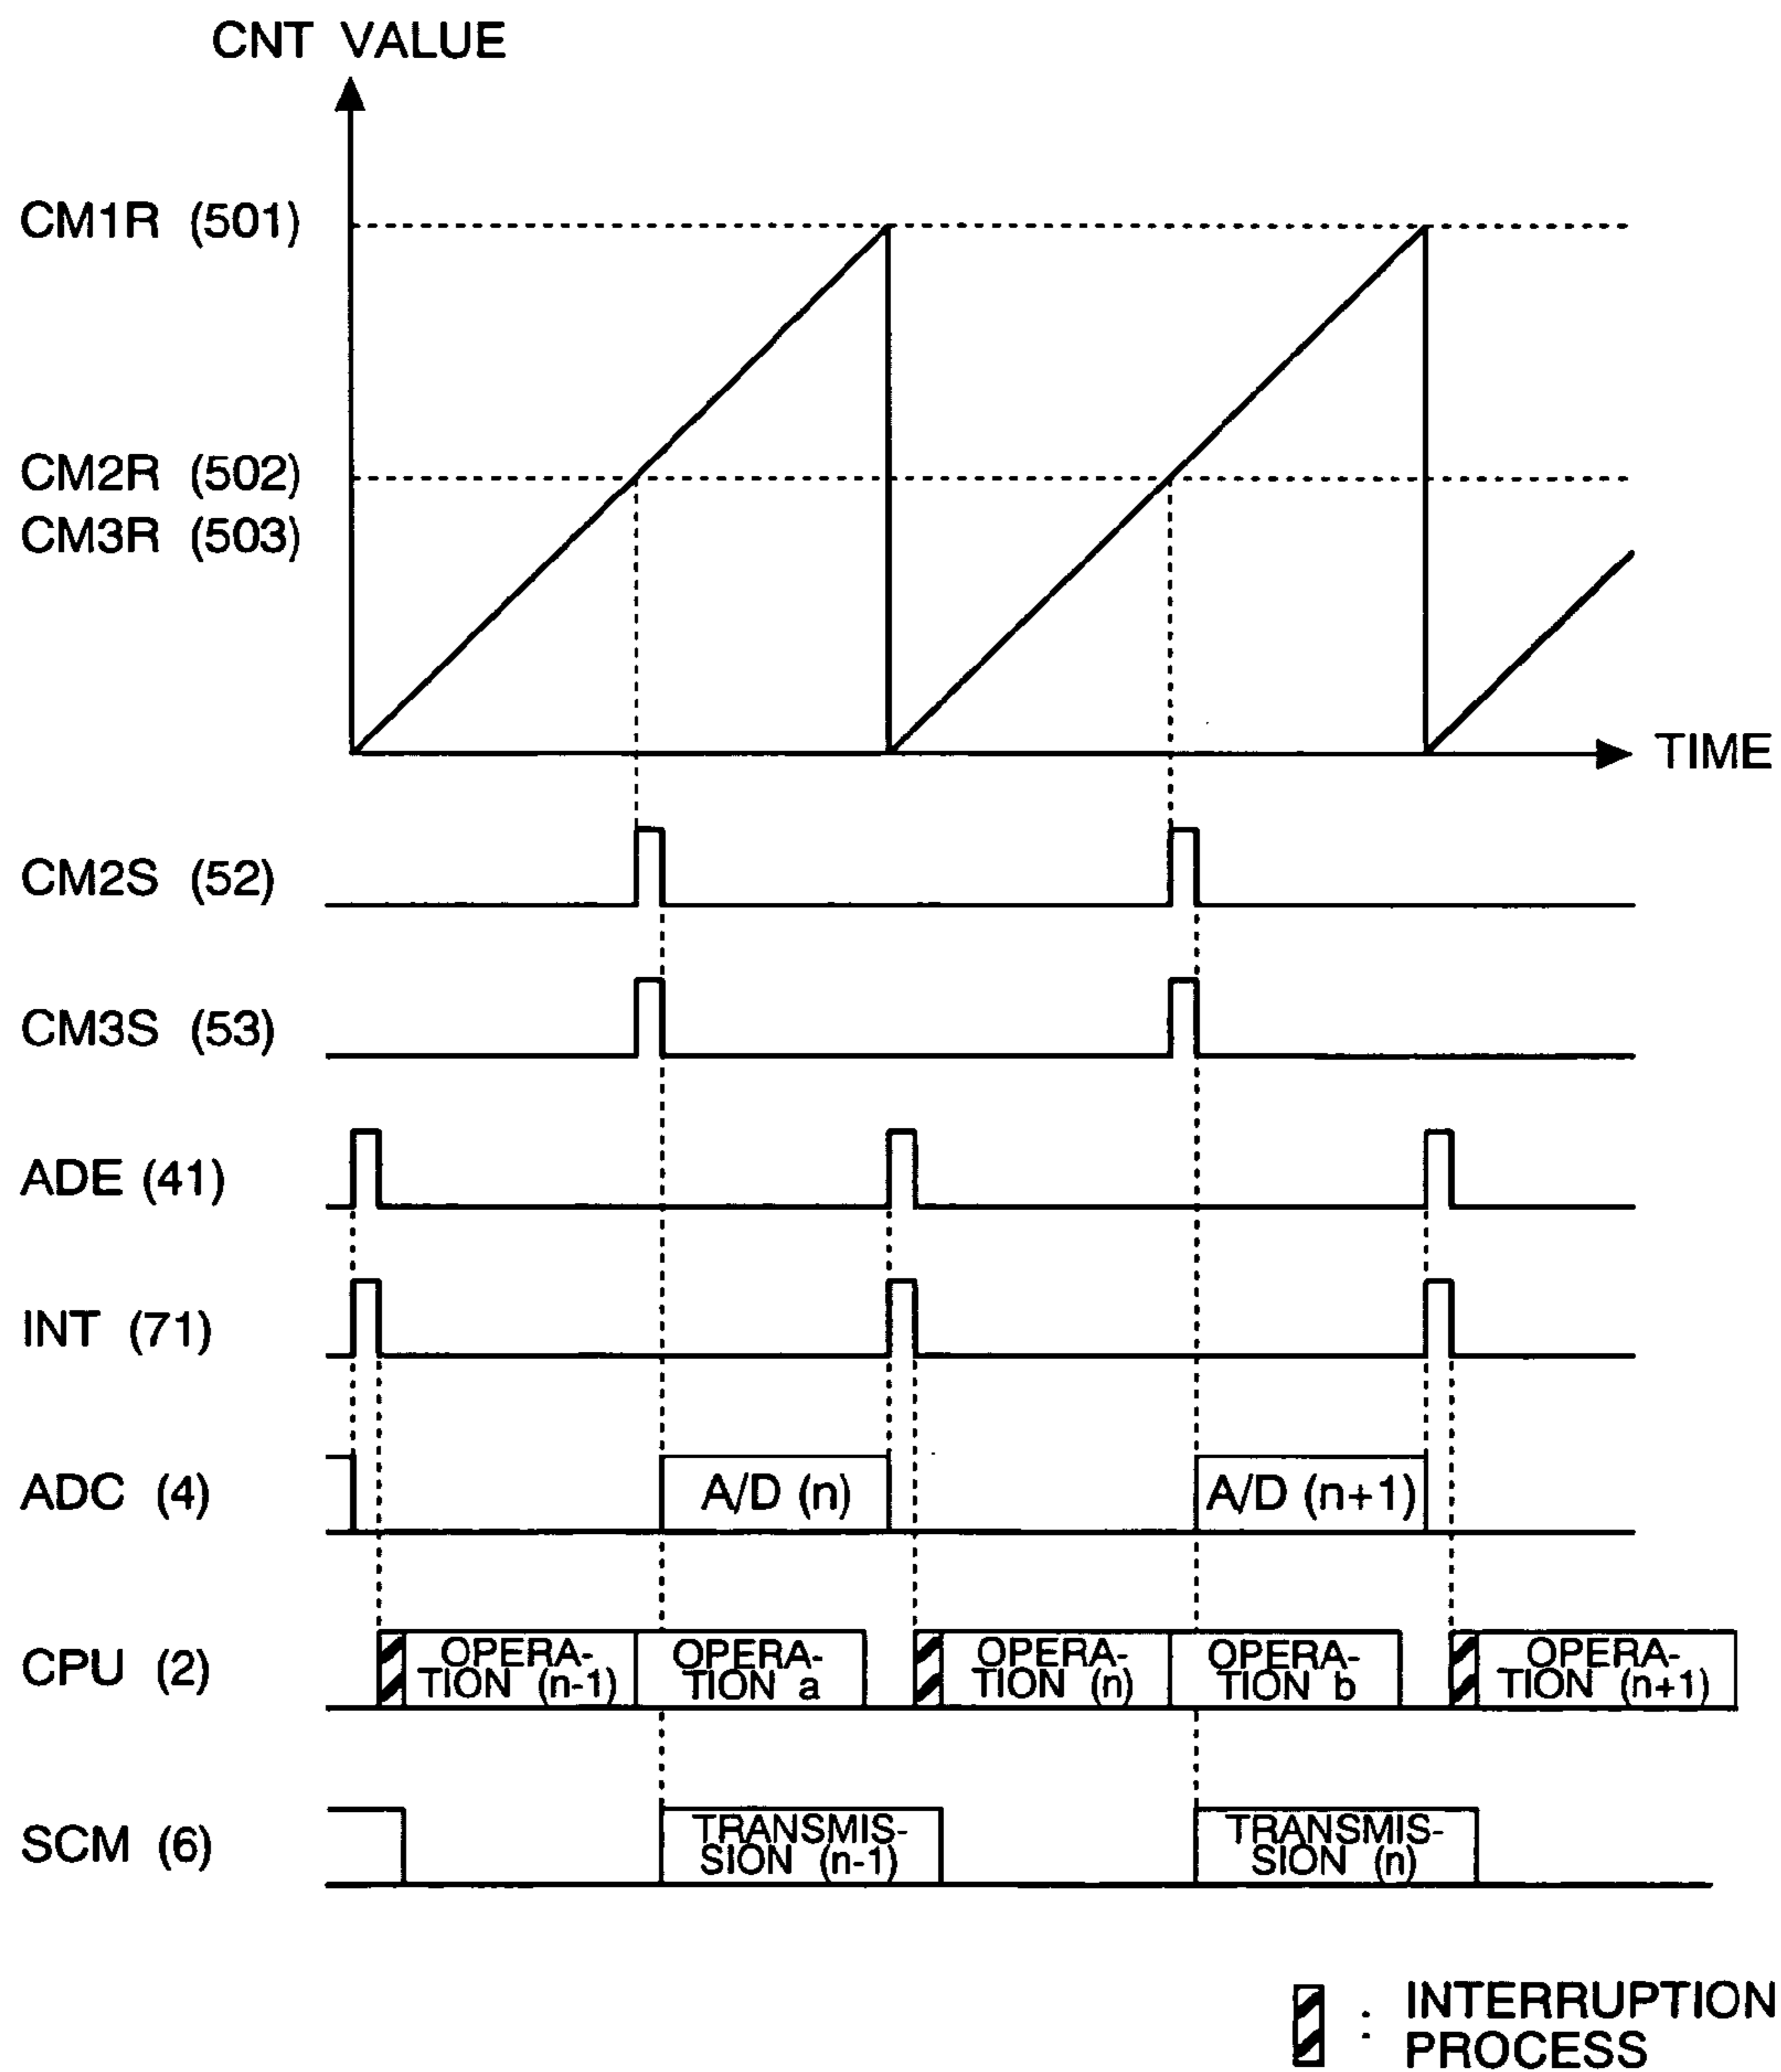 CNT VALUE
CM1R (501)
CM2R (502)
CM3R (503)
TIME
CM2S (52)
CM3S (53)
ADE (41)
INT (71)
ADC (4)
A/D (n)
A/D (n+1)
CPU (2)
OPERA-
TION (n-1)
OPERA-
TION a
OPERA-
TION (n)
OPERA-
TION b
OPERA-
TION (n+1)
SCM (6)
TRANSMIS-
SION (n-1)
TRANSMIS-
SION (n)
: INTERRUPTION
PROCESS